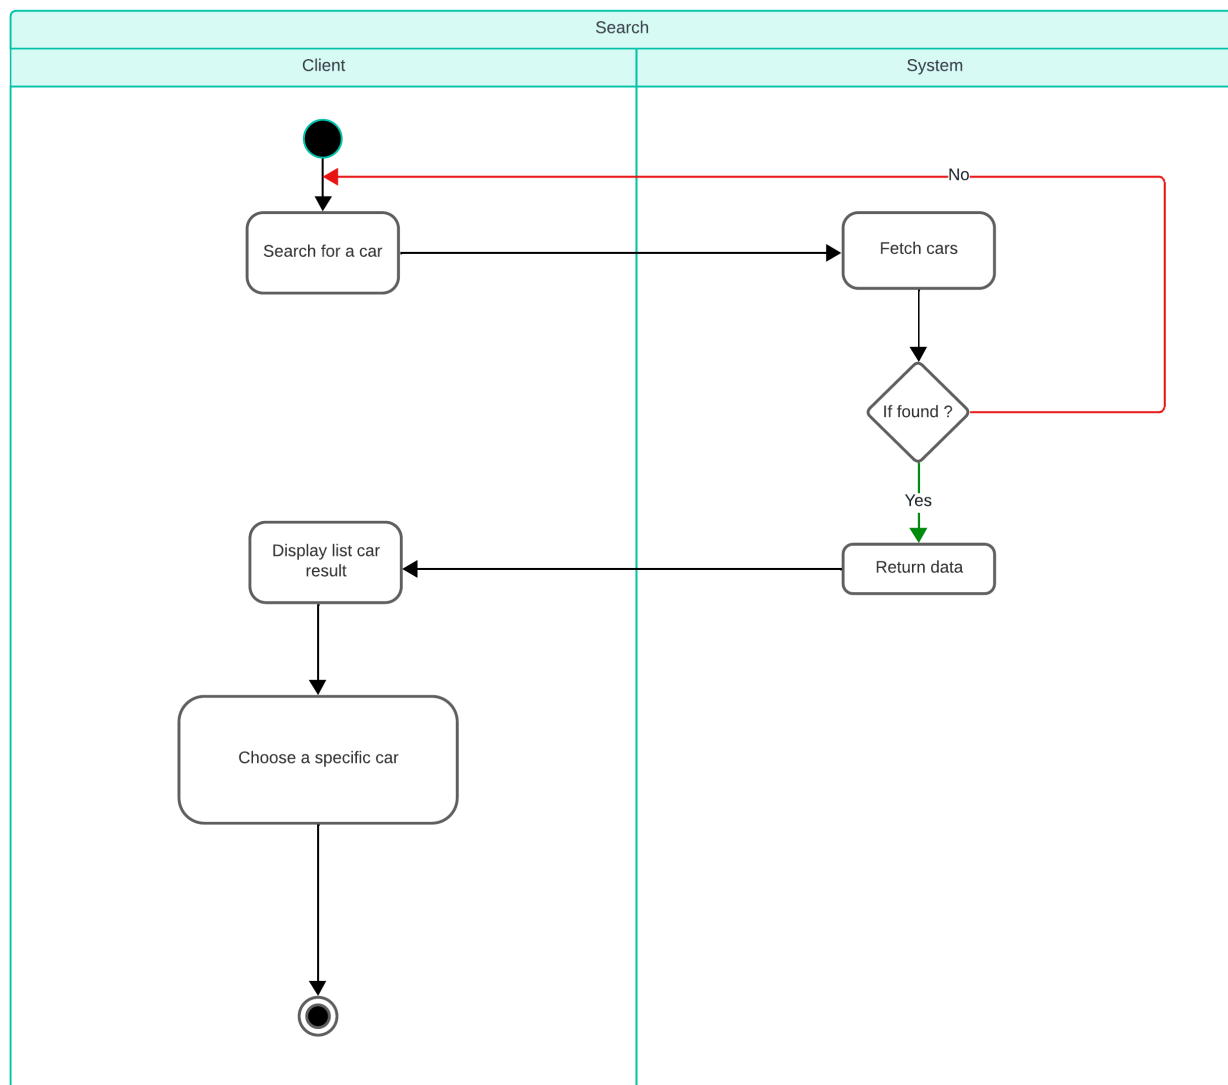 Search
Client
System
No
Search for a car
Fetch cars
If found ?
Yes
Display list car
result
Return data
Choose a specific car